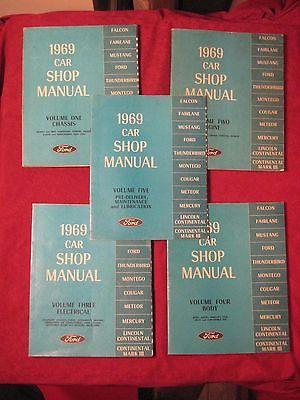 1969
CAR
SHOP
MANUAL
VOLUME ONE
CHASSIS
Ford
FALCON
FAIRLANE
MUSTANG
FORD
THUNDERBIRD
MONTEGO
1969
CAR
SHOP
MANUAL
VOLUME TWO
FALCON
FAIRLANE
MUSTANG
FORD
THUNDERBIRD
MONTEGO
COUGAR
METEOR
MERCURY
LINCOLN
CONTINENTAL
CONTINENTAL
MARK III
1969
CAR
SHOP
MANUAL
VOLUME FIVE
PRE-DELIVERY,
MAINTENANCE
AND LUBRICATION
Ford
FALCON
FAIRLANE
MUSTANG
FORD
THUNDERBIRD
MONTEGO
COUGAR
METEOR
MERCURY
LINCOLN
CONTINENTAL
CONTINENTAL
MARK III
1969
CAR
SHOP
MANUAL
VOLUME THREE
ELECTRICAL
Ford
FORD
THUNDERBIRD
MONTEGO
COUGAR
METEOR
MERCURY
LINCOLN
CONTINENTAL
CONTINENTAL
MARK III
CAR
SHOP
MANUAL
VOLUME FOUR
BODY
Ford
FALCON
FAIRLANE
MUSTANG
FORD
THUNDERBIRD
MONTEGO
COUGAR
METEOR
MERCURY
LINCOLN
CONTINENTAL
CONTINENTAL
MARK III